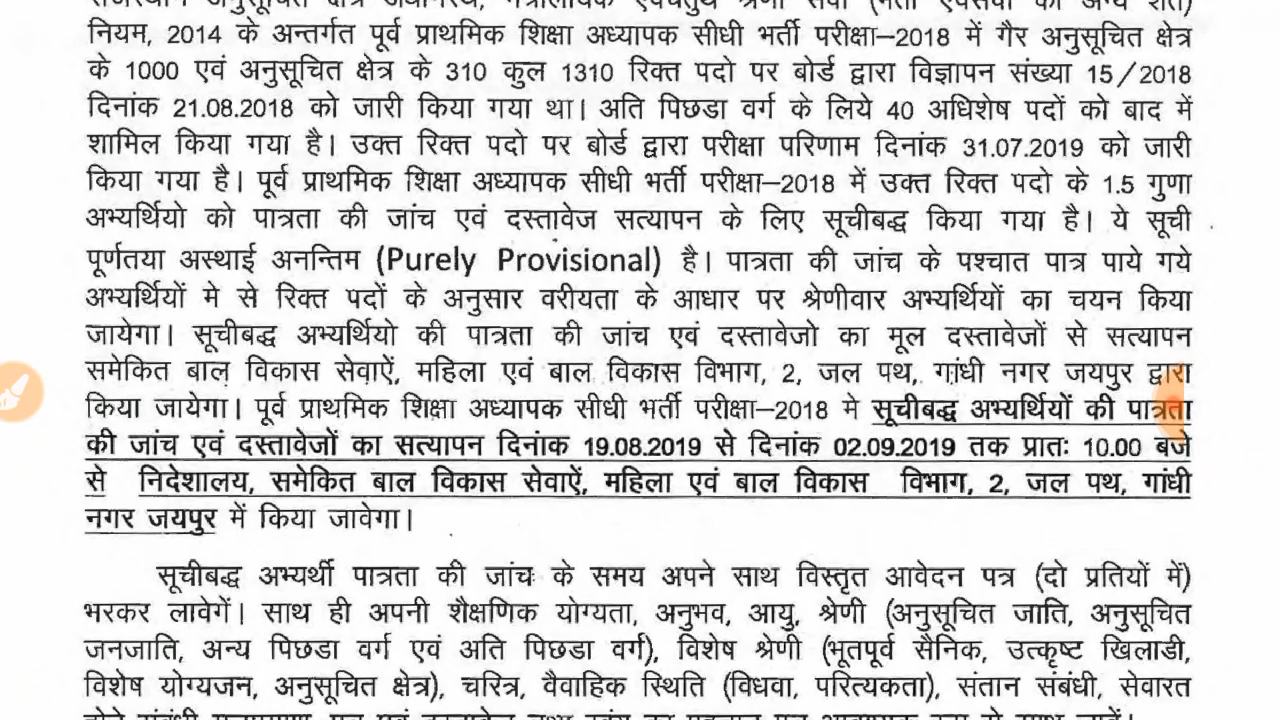 नियम, 2014 के अन्तर्गत पूर्व प्राथमिक शिक्षा अध्यापक सीधी भर्ती परीक्षा–2018 में गैर अनुसूचित क्षेत्र
के 1000 एवं अनुसूचित क्षेत्र के 310 कुल 1310 रिक्त पदो पर बोर्ड द्वारा विज्ञापन संख्या 15/2018
दिनांक 21.08.2018 को जारी किया गया था। अति पिछडा वर्ग के लिये 40 अधिशेष पदों को बाद में
शामिल किया गया है। उक्त रिक्त पदो पर बोर्ड द्वारा परीक्षा परिणाम दिनांक 31.07.2019 को जारी
किया गया है। पूर्व प्राथमिक शिक्षा अध्यापक सीधी भर्ती परीक्षा–2018 में उक्त रिक्त पदो के 1.5 गुणा
अभ्यर्थियो को पात्रता की जांच एवं दस्तावेज सत्यापन के लिए सूचीबद्ध किया गया है। ये सूची
पूर्णतया अस्थाई अनन्तिम (Purely Provisional) है। पात्रता की जांच के पश्चात पात्र पाये गये
अभ्यर्थियों मे से रिक्त पदों के अनुसार वरीयता के आधार पर श्रेणीवार अभ्यर्थियों का चयन किया
जायेगा। सूचीबद्ध अभ्यर्थियो की पात्रता की जांच एवं दस्तावेजो का मूल दस्तावेजों से सत्यापन
समेकित बाल विकास सेवाऐं, महिला एवं बाल विकास विभाग, 2, जल पथ, गांधी नगर जयपुर द्वारा
किया जायेगा। पूर्व प्राथमिक शिक्षा अध्यापक सीधी भर्ती परीक्षा–2018 मे सूचीबद्ध अभ्यर्थियों की पात्रता
की जांच एवं दस्तावेजों का सत्यापन दिनांक 19.08.2019 से दिनांक 02.09.2019 तक प्रातः 10.00 बजे
से निदेशालय, समेकित बाल विकास सेवाऐं, महिला एवं बाल विकास विभाग, 2, जल पथ, गांधी
नगर जयपुर में किया जावेगा।
सूचीबद्ध अभ्यर्थी पात्रता की जांच के समय अपने साथ विस्तृत आवेदन पत्र (दो प्रतियों में)
भरकर लावेगें। साथ ही अपनी शैक्षणिक योग्यता, अनुभव, आयु, श्रेणी (अनुसूचित जाति, अनुसूचित
जनजाति, अन्य पिछडा वर्ग एवं अति पिछडा वर्ग), विशेष श्रेणी (भूतपूर्व सैनिक, उत्कृष्ट खिलाडी,
विशेष योग्यजन, अनुसूचित क्षेत्र), चरित्र, वैवाहिक स्थिति (विधवा, परित्यकता), संतान संबंधी, सेवारत